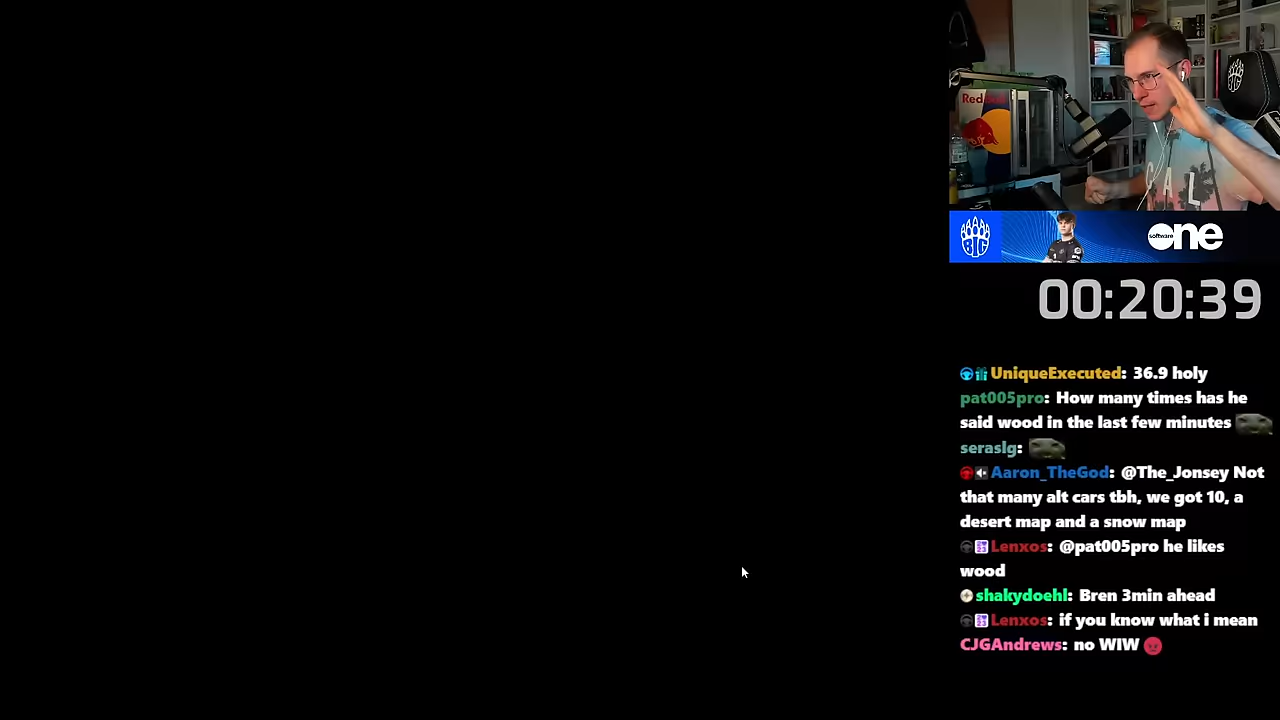 Red Bull
CAL
BIG
software one
00:20:39
UniqueExecuted: 36.9 holy
pat005pro: How many times has he
said wood in the last few minutes
seraslg:
Aaron_TheGod: @The_Jonsey Not
that many alt cars tbh, we got 10, a
desert map and a snow map
Lenxos: @pat005pro he likes
wood
shakydoehl: Bren 3min ahead
Lenxos: if you know what i mean
CJGAndrews: no WIW